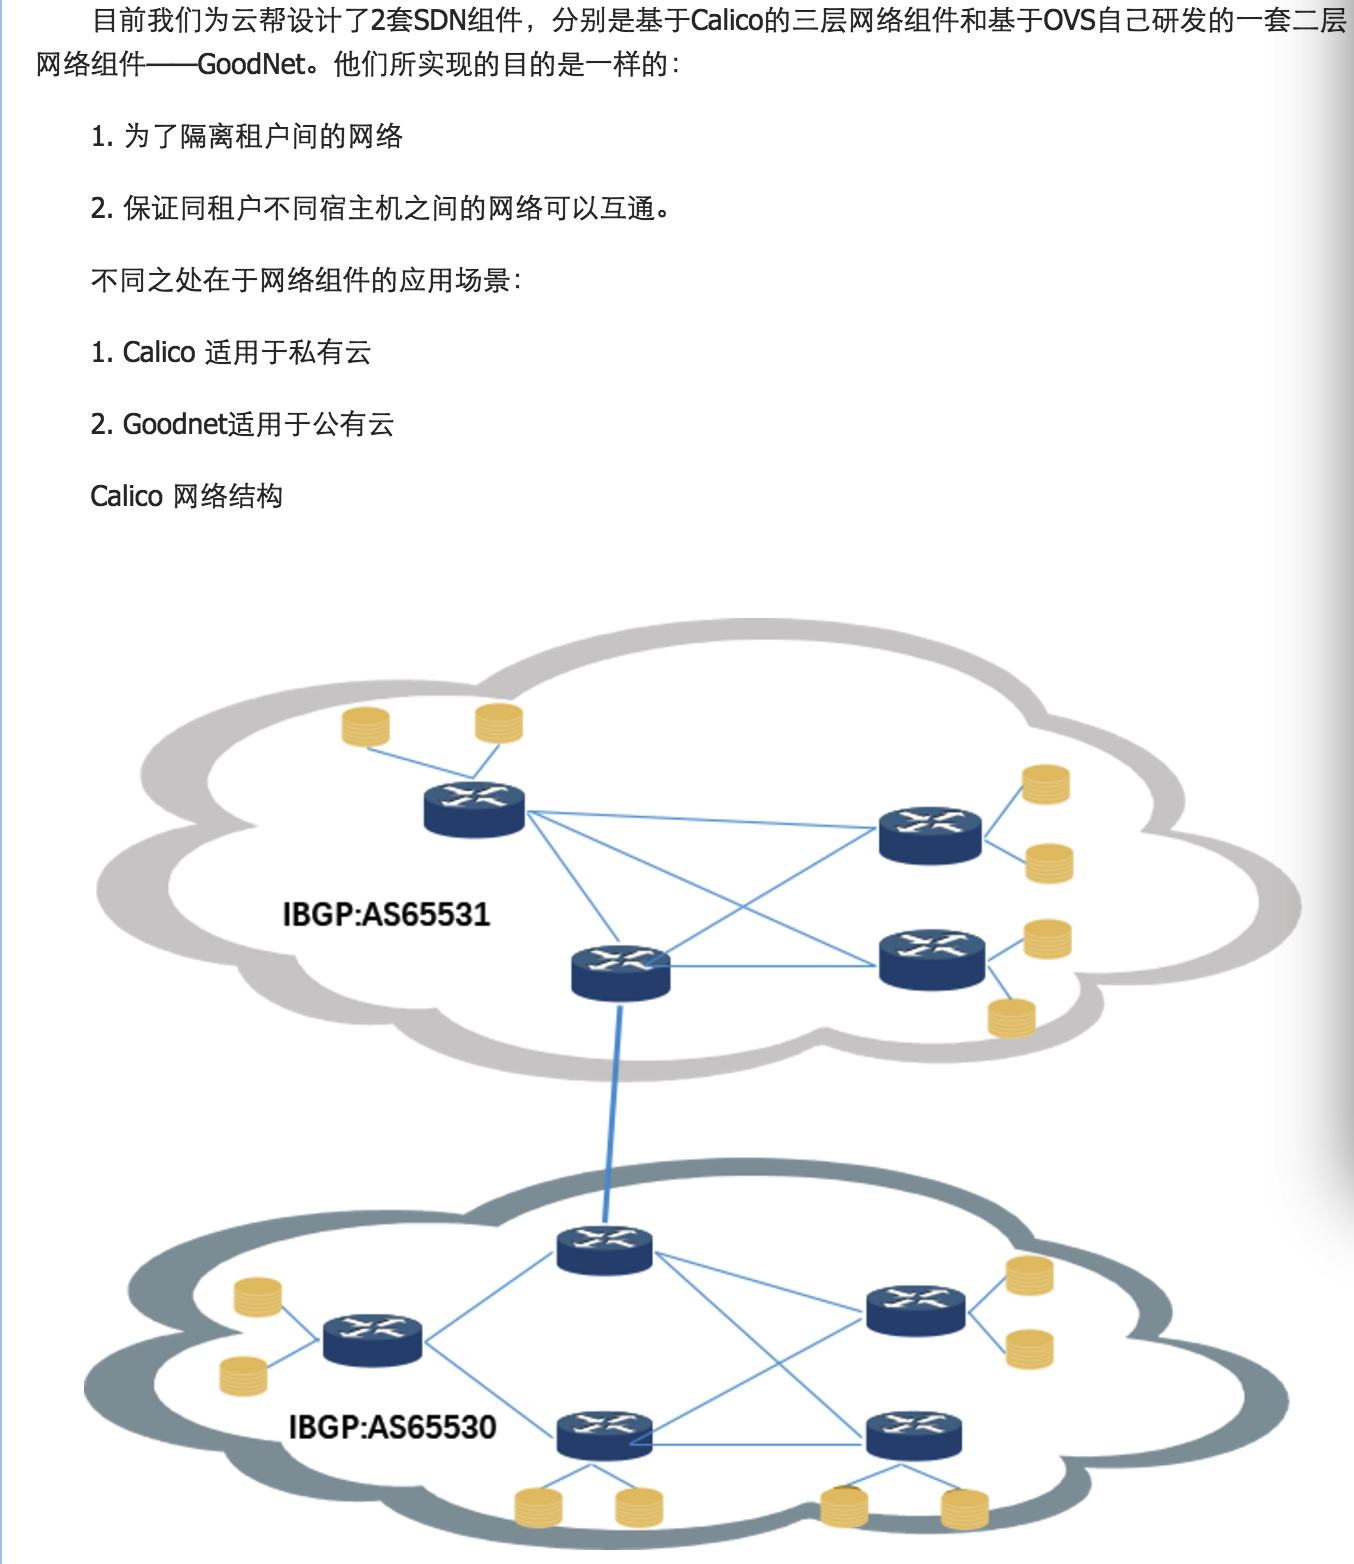 目前我们为云帮设计了2套SDN组件，分别是基于Calico的三层网络组件和基于OVS自己研发的一套二层
网络组件——GoodNet。他们所实现的目的是一样的：
1. 为了隔离租户间的网络
2. 保证同租户不同宿主机之间的网络可以互通。
不同之处在于网络组件的应用场景：
1. Calico 适用于私有云
2. Goodnet适用于公有云
Calico 网络结构
IBGP:AS65531
IBGP:AS65530